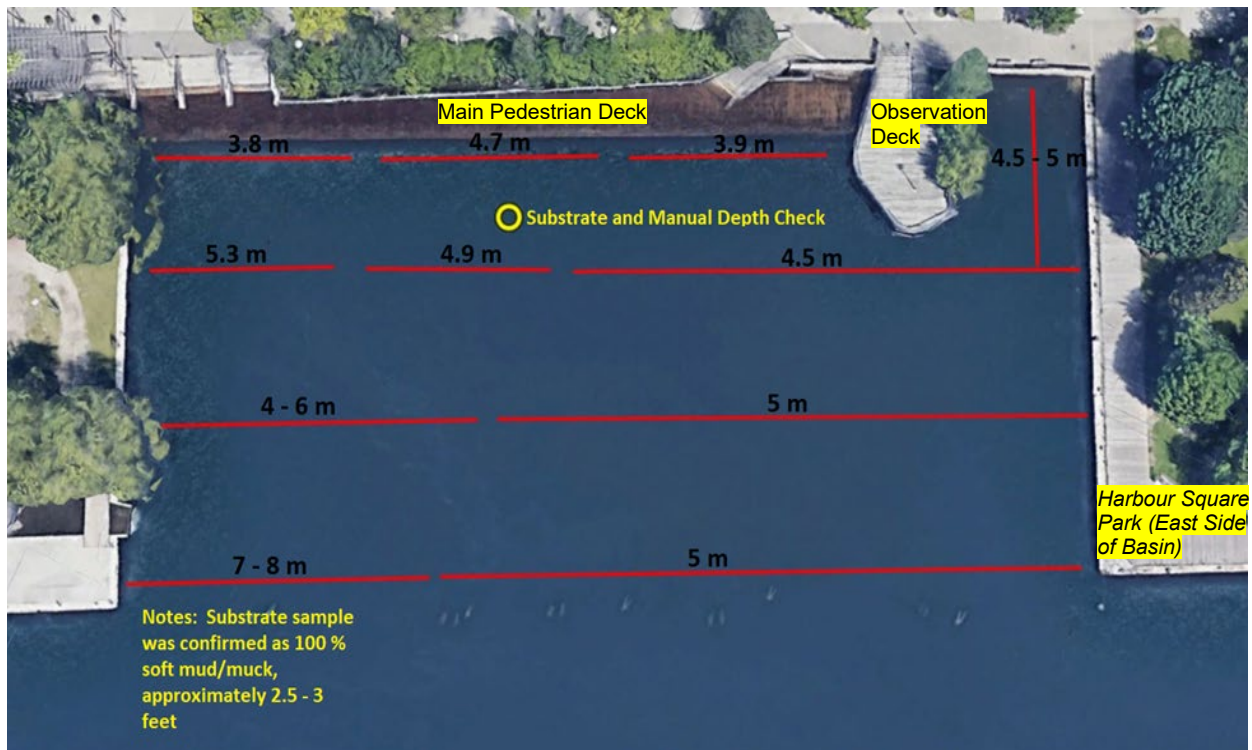 Main Pedestrian Deck
Observation
Deck
3.8 m
4.7 m
3.9 m
4.5 - 5 m
Substrate and Manual Depth Check
5.3 m
4.9 m
4.5 m
4 - 6 m
5 m
Harbour Square
Park (East Side
of Basin)
7 - 8 m
5 m
Notes:  Substrate sample
was confirmed as 100 %
soft mud/muck,
approximately 2.5 - 3
feet